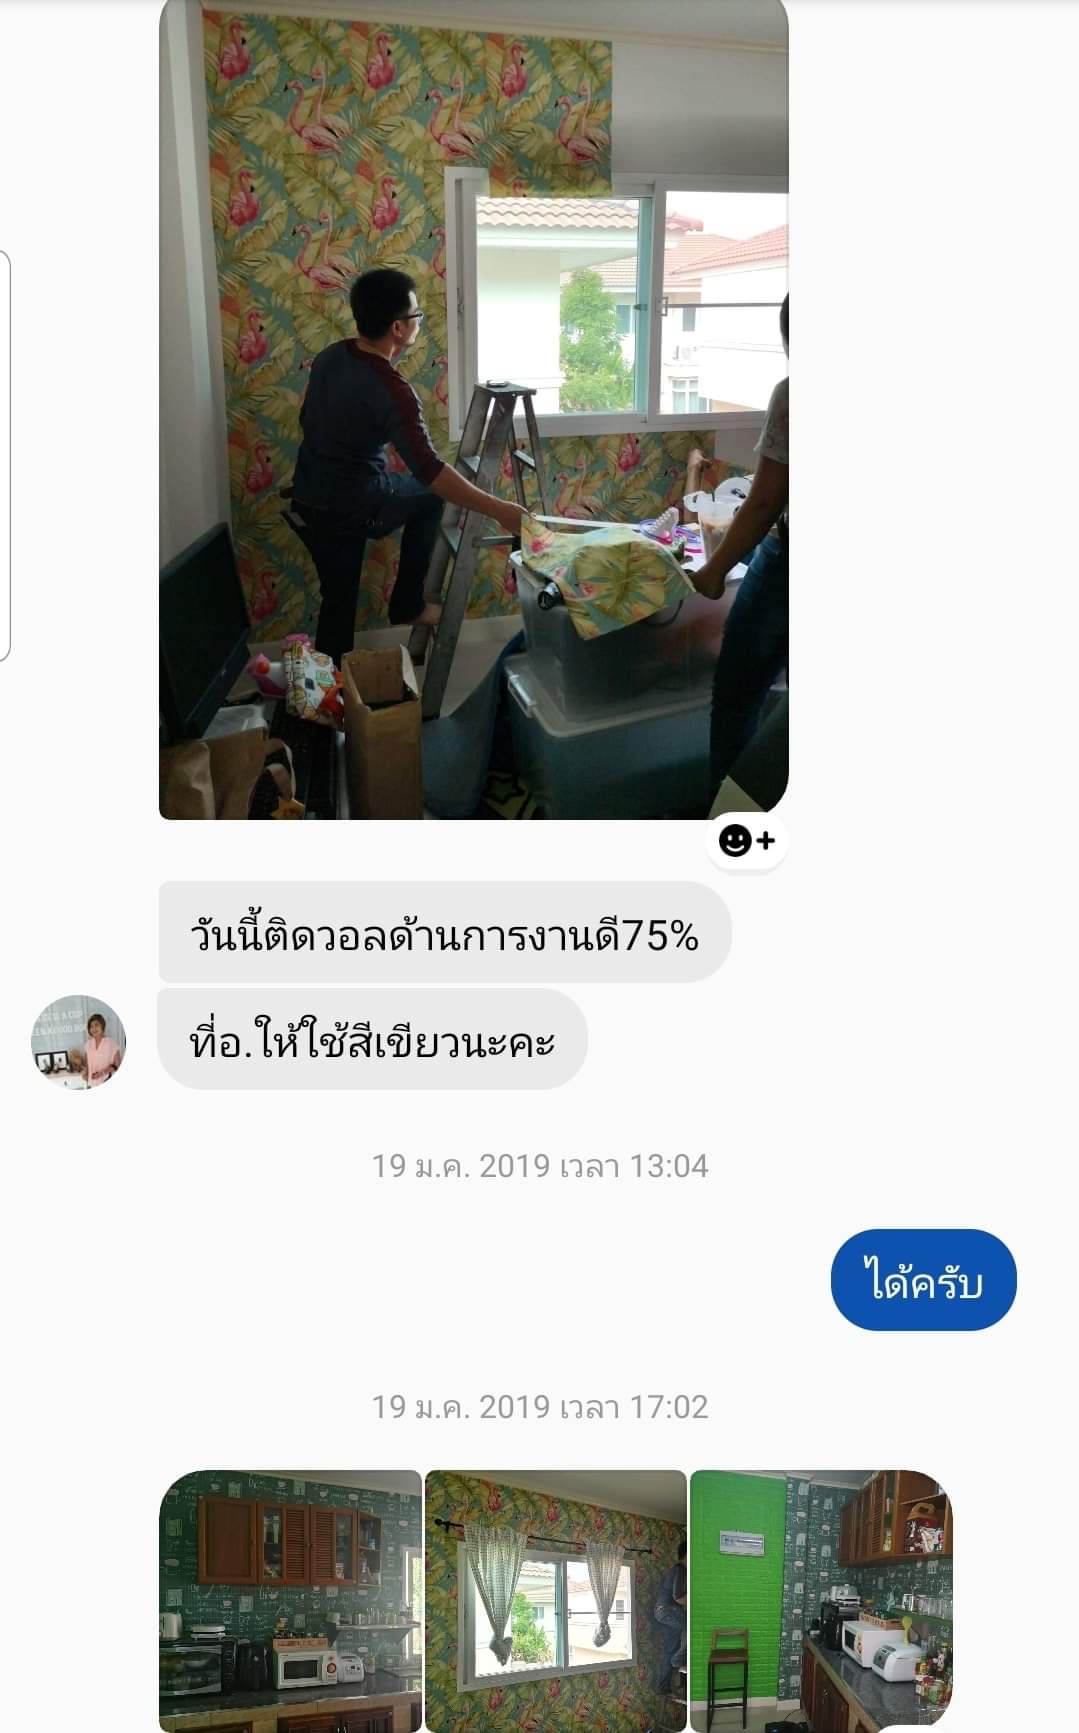 วันนี้ติดวอลด้านการงานดี75%
ที่อ.ให้ใช้สีเขียวนะคะ
19 ม.ค. 2019 เวลา 13:04
ได้ครับ
19 ม.ค. 2019 เวลา 17:02